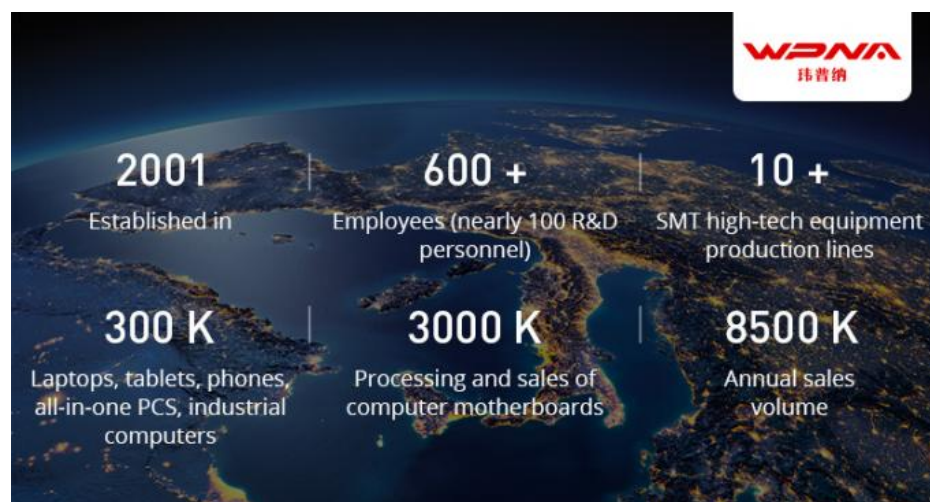 WPNA
玮普纳
2001
Established in
600 +
Employees (nearly 100 R&D
personnel)
10 +
SMT high-tech equipment
production lines
300 K
Laptops, tablets, phones,
all-in-one PCS, industrial
computers
3000 K
Processing and sales of
computer motherboards
8500 K
Annual sales
volume